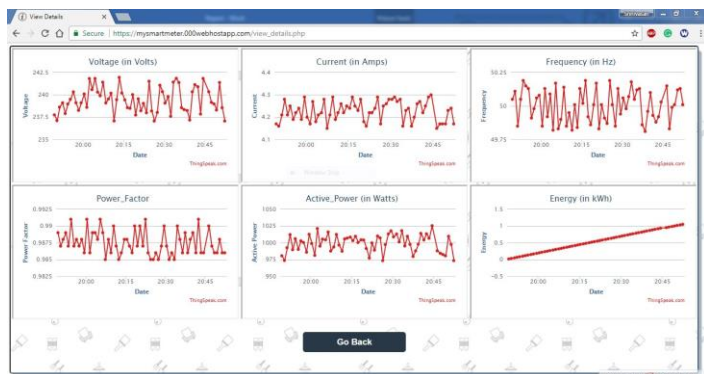 View Details
Secure | https://mysmartmeter.000webhostapp.com/view_details.php
Voltage (in Volts)
242.5
240
237.5
235
Voltage
20:00 20:15 20:30 20:45
Date
ThingSpeak.com
Current (in Amps)
4.4
4.3
4.2
4.1
Current
20:00 20:15 20:30 20:45
Date
ThingSpeak.com
Frequency (in Hz)
50.25
50
49.75
Frequency
20:00 20:15 20:30 20:45
Date
ThingSpeak.com
Power_Factor
0.9925
0.99
0.9875
0.985
0.9825
Power Factor
20:00 20:15 20:30 20:45
Date
ThingSpeak.com
Active_Power (in Watts)
1050
1025
1000
975
950
Active Power
20:00 20:15 20:30 20:45
Date
ThingSpeak.com
Energy (in kWh)
1.5
1
0.5
0
-0.5
Energy
20:00 20:15 20:30 20:45
Date
ThingSpeak.com
Go Back